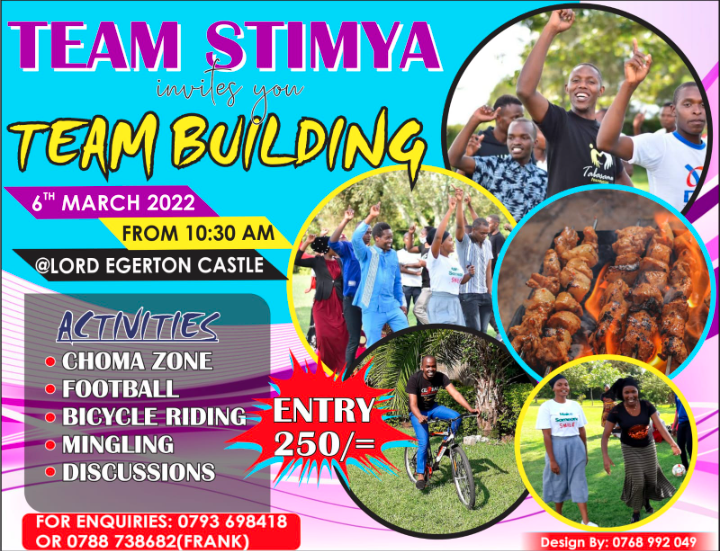 TEAM STIMYA
invites you
TEAM BUILDING
6TH MARCH 2022
FROM 10:30 AM
@LORD EGERTON CASTLE
ACTIVITIES
• CHOMA ZONE
• FOOTBALL
• BICYCLE RIDING
• MINGLING
• DISCUSSIONS
ENTRY
250/=
FOR ENQUIRIES: 0793 698418
OR 0788 738682(FRANK)
Design By: 0768 992 049